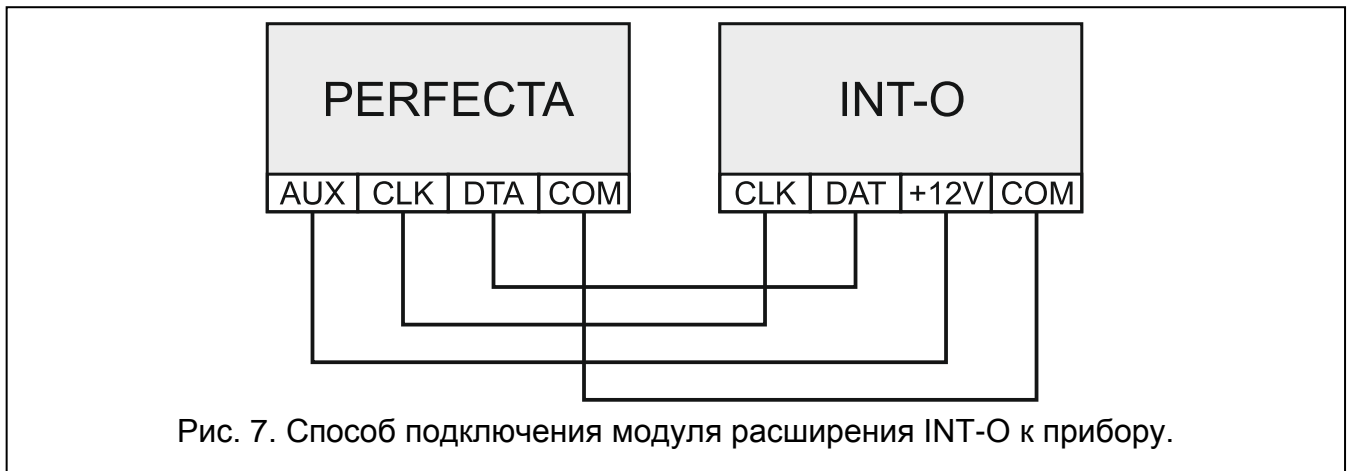 PERFECTA INT-O
AUX CLK DTA COM CLK DAT +12V COM
Рис. 7. Способ подключения модуля расширения INT-O к прибору.